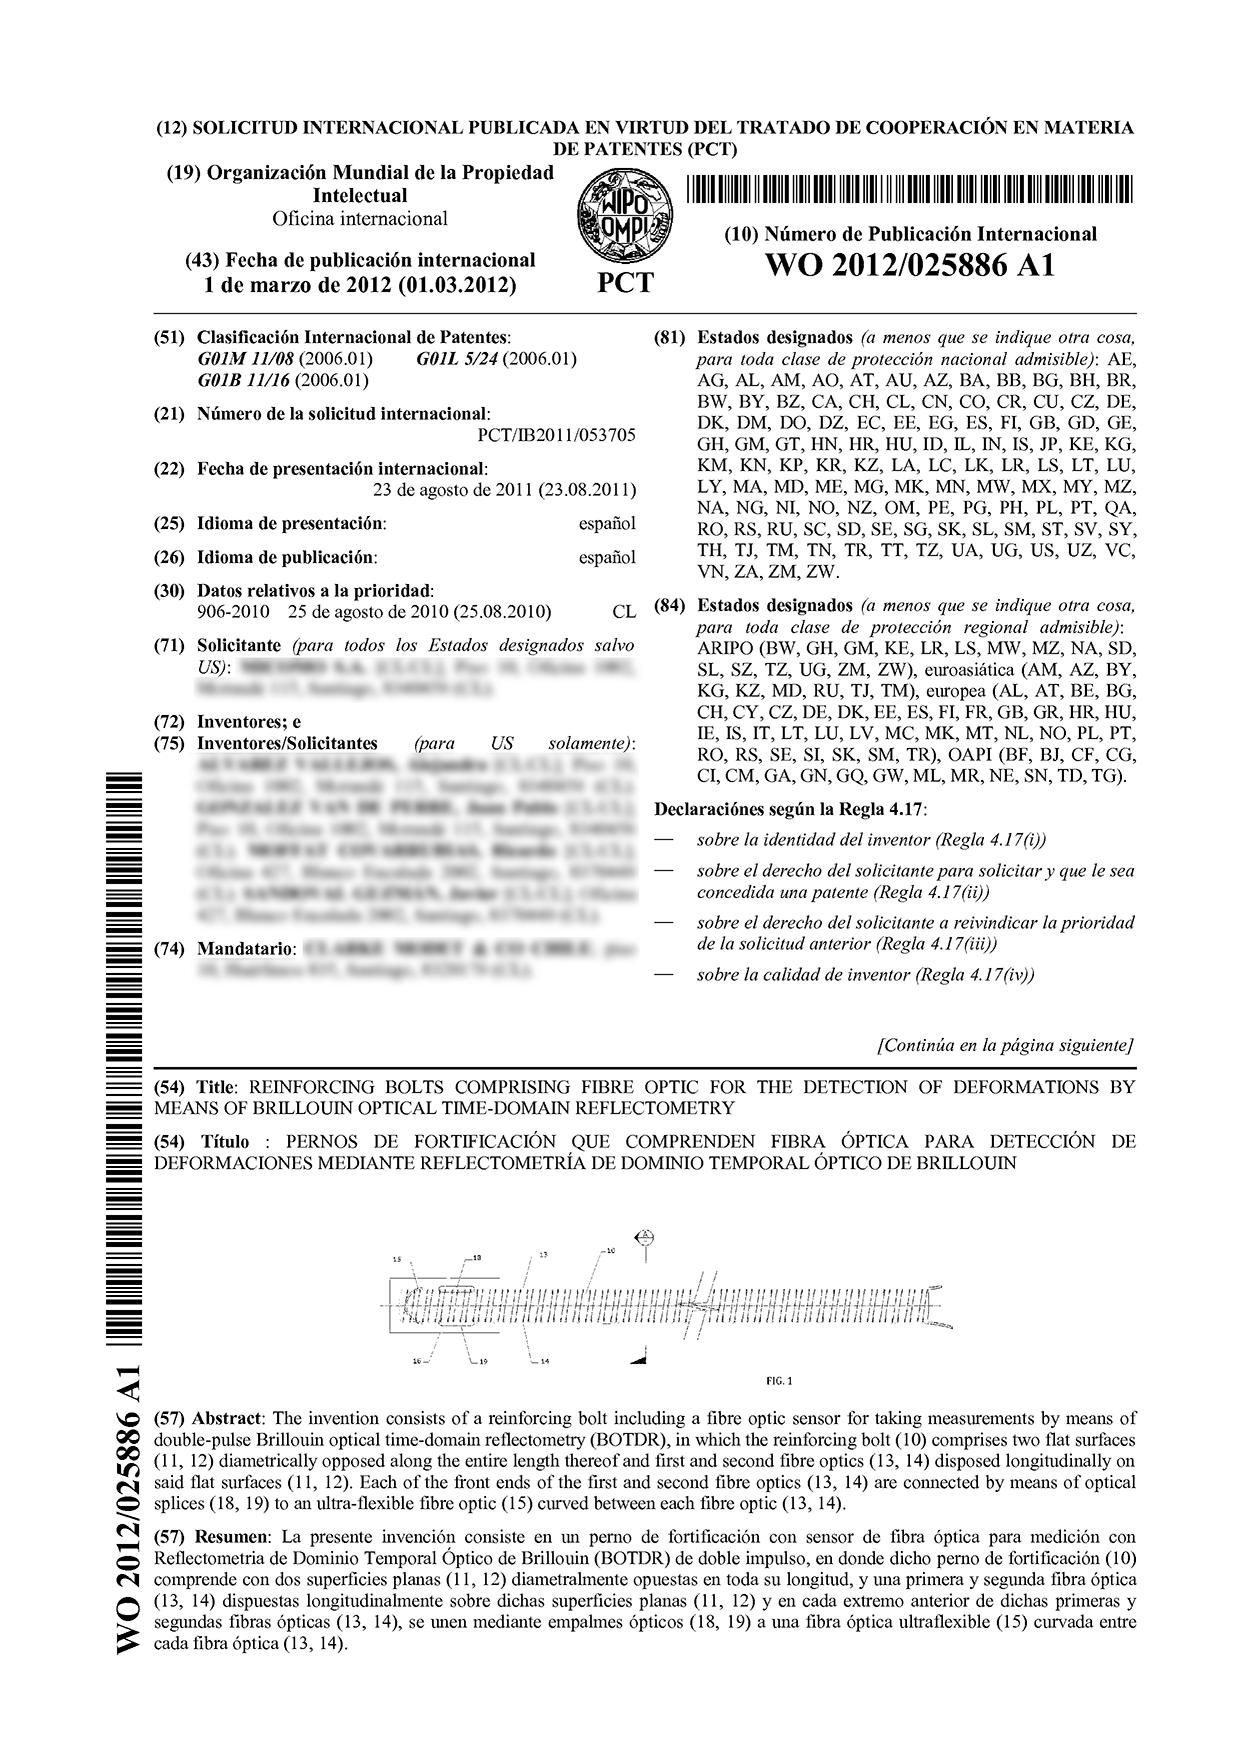 (12) SOLICITUD INTERNACIONAL PUBLICADA EN VIRTUD DEL TRATADO DE COOPERACIÓN EN MATERIA
DE PATENTES (PCT)
(19) Organización Mundial de la Propiedad
Intelectual
Oficina internacional
(43) Fecha de publicación internacional
1 de marzo de 2012 (01.03.2012)
WIPO
OMPI
PCT
(10) Número de Publicación Internacional
WO 2012/025886 A1
(51) Clasificación Internacional de Patentes:
G01M 11/08 (2006.01) G01L 5/24 (2006.01)
G01B 11/16 (2006.01)
(21) Número de la solicitud internacional:
PCT/IB2011/053705
(22) Fecha de presentación internacional:
23 de agosto de 2011 (23.08.2011)
(25) Idioma de presentación: español
(26) Idioma de publicación: español
(30) Datos relativos a la prioridad:
906-2010 25 de agosto de 2010 (25.08.2010) CL
(71) Solicitante (para todos los Estados designados salvo
US):
(72) Inventores; e
(75) Inventores/Solicitantes (para US solamente):
(74) Mandatario:
(81) Estados designados (a menos que se indique otra cosa,
para toda clase de protección nacional admisible): AE,
AG, AL, AM, AO, AT, AU, AZ, BA, BB, BG, BH, BR,
BW, BY, BZ, CA, CH, CL, CN, CO, CR, CU, CZ, DE,
DK, DM, DO, DZ, EC, EE, EG, ES, FI, GB, GD, GE,
GH, GM, GT, HN, HR, HU, ID, IL, IN, IS, JP, KE, KG,
KM, KN, KP, KR, KZ, LA, LC, LK, LR, LS, LT, LU,
LY, MA, MD, ME, MG, MK, MN, MW, MX, MY, MZ,
NA, NG, NI, NO, NZ, OM, PE, PG, PH, PL, PT, QA,
RO, RS, RU, SC, SD, SE, SG, SK, SL, SM, ST, SV, SY,
TH, TJ, TM, TN, TR, TT, TZ, UA, UG, US, UZ, VC,
VN, ZA, ZM, ZW.
(84) Estados designados (a menos que se indique otra cosa,
para toda clase de protección regional admisible):
ARIPO (BW, GH, GM, KE, LR, LS, MW, MZ, NA, SD,
SL, SZ, TZ, UG, ZM, ZW), euroasiática (AM, AZ, BY,
KG, KZ, MD, RU, TJ, TM), europea (AL, AT, BE, BG,
CH, CY, CZ, DE, DK, EE, ES, FI, FR, GB, GR, HR, HU,
IE, IS, IT, LT, LU, LV, MC, MK, MT, NL, NO, PL, PT,
RO, RS, SE, SI, SK, SM, TR), OAPI (BF, BJ, CF, CG,
CI, CM, GA, GN, GQ, GW, ML, MR, NE, SN, TD, TG).
Declaraciónes según la Regla 4.17:
— sobre la identidad del inventor (Regla 4.17(i))
— sobre el derecho del solicitante para solicitar y que le sea
concedida una patente (Regla 4.17(ii))
— sobre el derecho del solicitante a reivindicar la prioridad
de la solicitud anterior (Regla 4.17(iii))
— sobre la calidad de inventor (Regla 4.17(iv))
[Continúa en la página siguiente]
(54) Title: REINFORCING BOLTS COMPRISING FIBRE OPTIC FOR THE DETECTION OF DEFORMATIONS BY
MEANS OF BRILLOUIN OPTICAL TIME-DOMAIN REFLECTOMETRY
(54) Título : PERNOS DE FORTIFICACIÓN QUE COMPRENDEN FIBRA ÓPTICA PARA DETECCIÓN DE
DEFORMACIONES MEDIANTE REFLECTOMETRÍA DE DOMINIO TEMPORAL ÓPTICO DE BRILLOUIN
A
15 18 13 10
16 19 14
FIG. 1
(57) Abstract: The invention consists of a reinforcing bolt including a fibre optic sensor for taking measurements by means of
double-pulse Brillouin optical time-domain reflectometry (BOTDR), in which the reinforcing bolt (10) comprises two flat surfaces
(11, 12) diametrically opposed along the entire length thereof and first and second fibre optics (13, 14) disposed longitudinally on
said flat surfaces (11, 12). Each of the front ends of the first and second fibre optics (13, 14) are connected by means of optical
splices (18, 19) to an ultra-flexible fibre optic (15) curved between each fibre optic (13, 14).
(57) Resumen: La presente invención consiste en un perno de fortificación con sensor de fibra óptica para medición con
Reflectometria de Dominio Temporal Óptico de Brillouin (BOTDR) de doble impulso, en donde dicho perno de fortificación (10)
comprende con dos superficies planas (11, 12) diametralmente opuestas en toda su longitud, y una primera y segunda fibra óptica
(13, 14) dispuestas longitudinalmente sobre dichas superficies planas (11, 12) y en cada extremo anterior de dichas primeras y
segundas fibras ópticas (13, 14), se unen mediante empalmes ópticos (18, 19) a una fibra óptica ultraflexible (15) curvada entre
cada fibra óptica (13, 14).
WO 2012/025886 A1